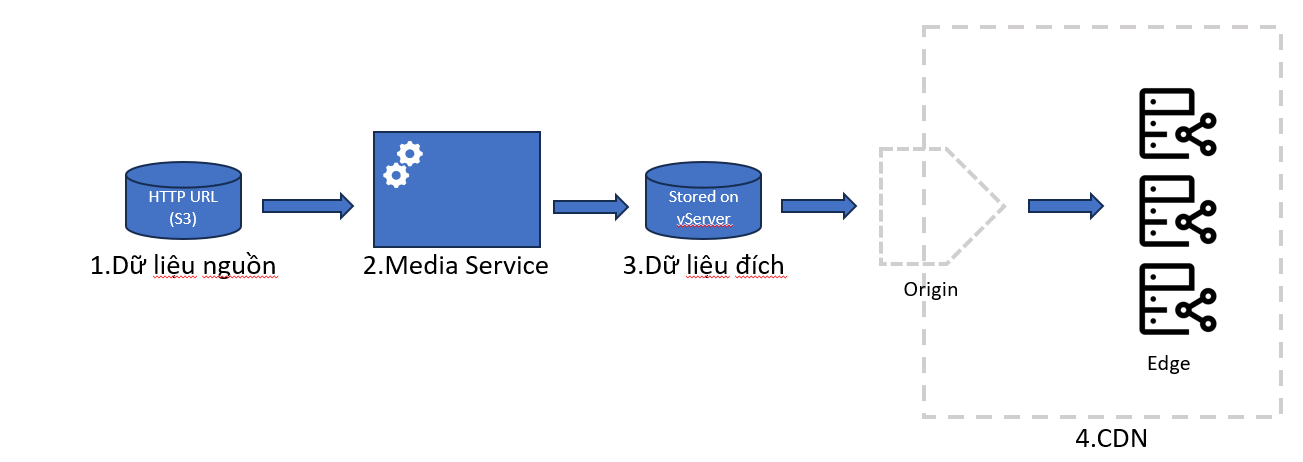 HTTP URL
(S3)
1.Dữ liệu nguồn
2.Media Service
Stored on
vServer
3.Dữ liệu đích
Origin
Edge
4.CDN